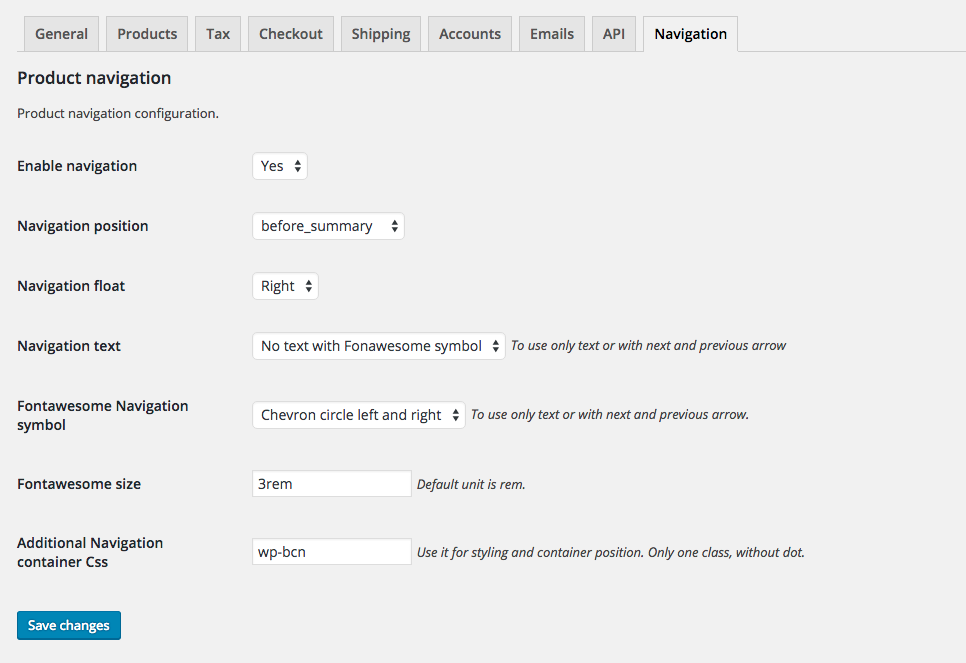 General Products Tax Checkout Shipping Accounts Emails API Navigation
Product navigation
Product navigation configuration.
Enable navigation Yes
Navigation position before_summary
Navigation float Right
Navigation text No text with Fonawesome symbol To use only text or with next and previous arrow
Fontawesome Navigation
symbol Chevron circle left and right To use only text or with next and previous arrow.
Fontawesome size 3rem Default unit is rem.
Additional Navigation
container Css wp-bcn Use it for styling and container position. Only one class, without dot.
Save changes